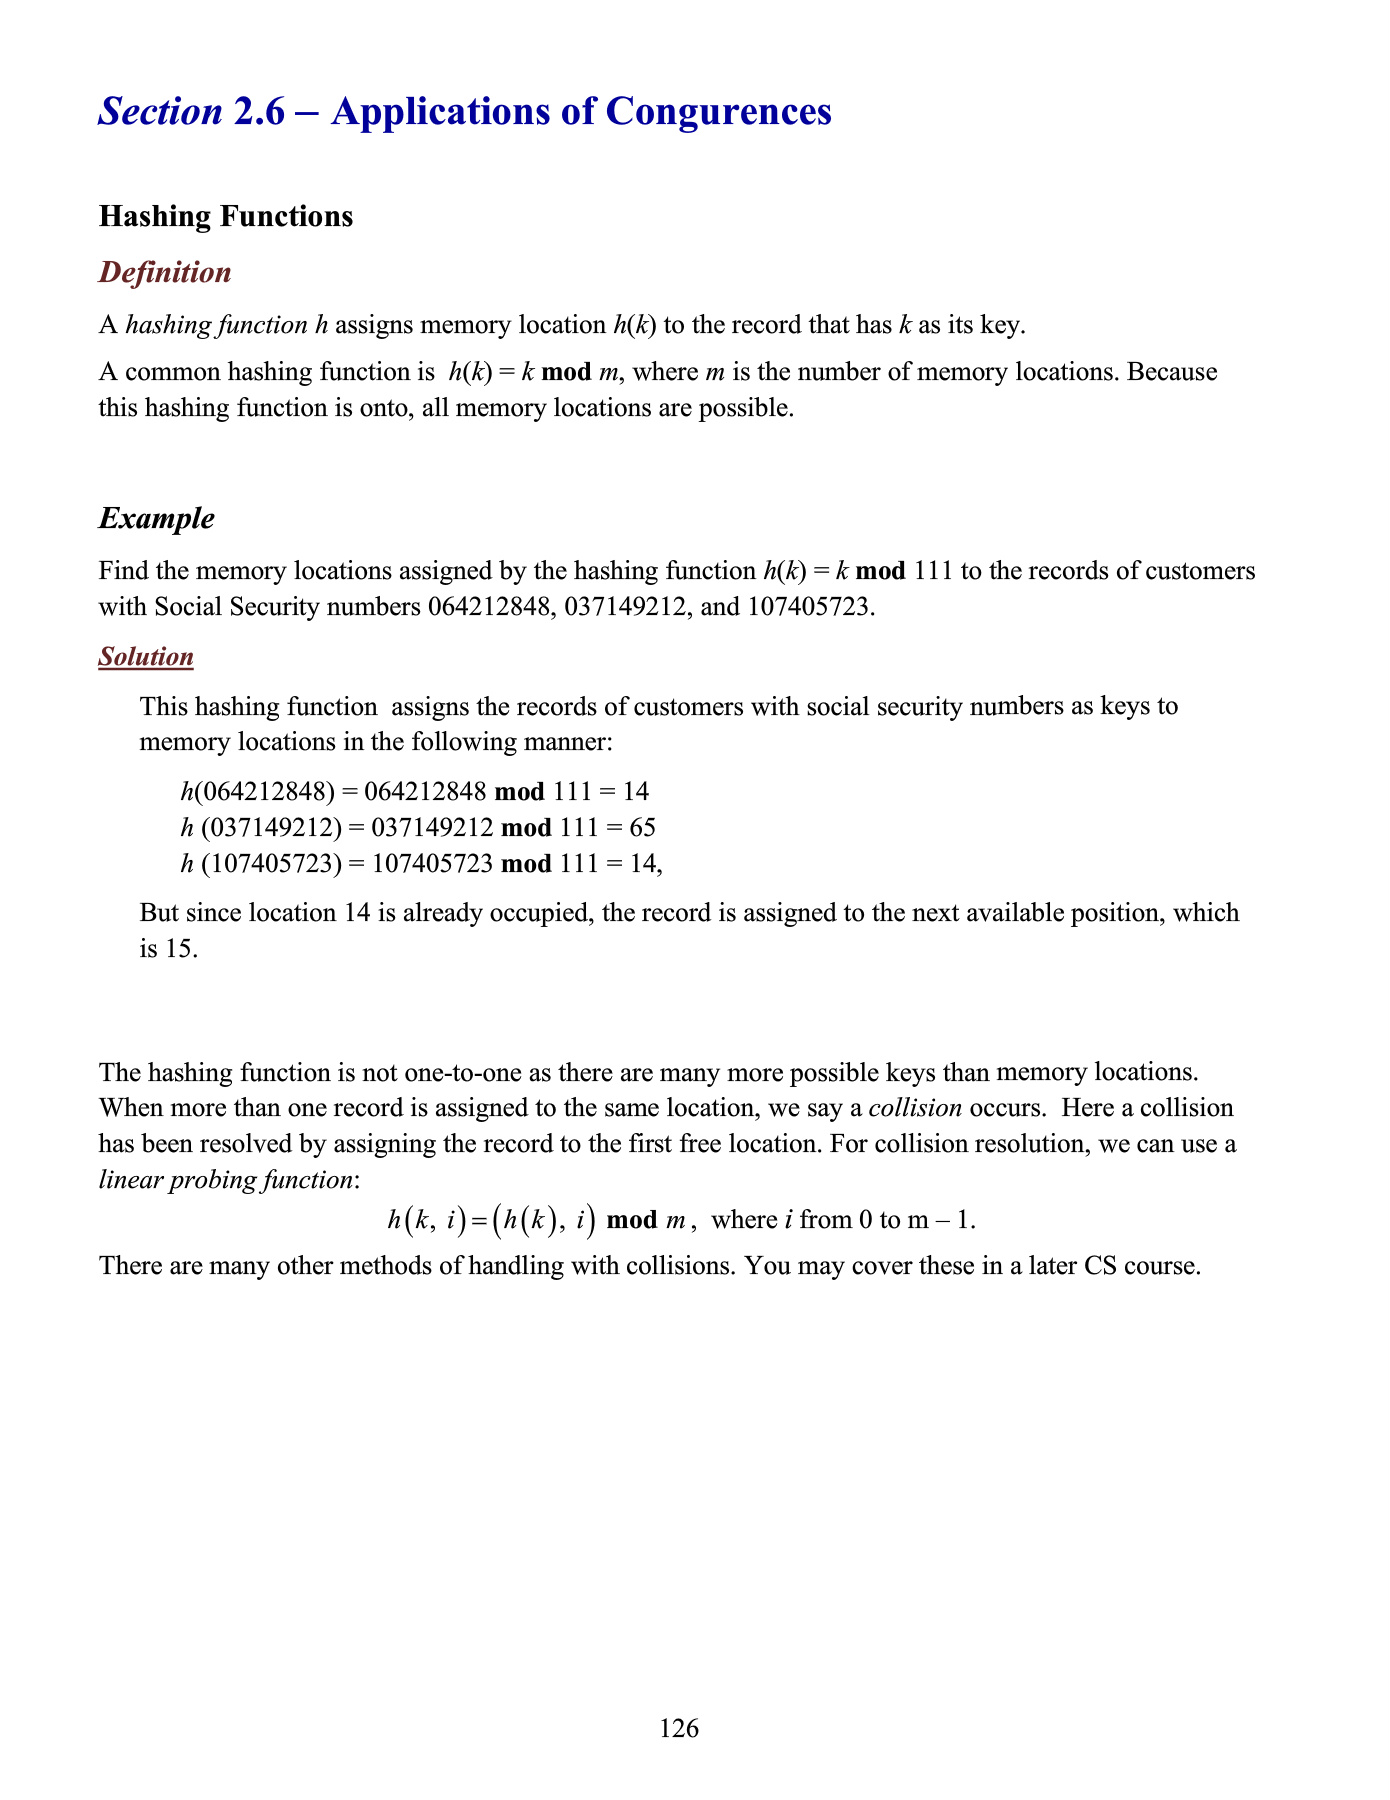 Section 2.6 – Applications of Congurences
Hashing Functions
Definition
A hashing function h assigns memory location h(k) to the record that has k as its key.
A common hashing function is h(k) = k mod m, where m is the number of memory locations. Because
this hashing function is onto, all memory locations are possible.
Example
Find the memory locations assigned by the hashing function h(k) = k mod 111 to the records of customers
with Social Security numbers 064212848, 037149212, and 107405723.
Solution
This hashing function assigns the records of customers with social security numbers as keys to
memory locations in the following manner:
h(064212848) = 064212848 mod 111 = 14
h (037149212) = 037149212 mod 111 = 65
h (107405723) = 107405723 mod 111 = 14,
But since location 14 is already occupied, the record is assigned to the next available position, which
is 15.
The hashing function is not one-to-one as there are many more possible keys than memory locations.
When more than one record is assigned to the same location, we say a collision occurs. Here a collision
has been resolved by assigning the record to the first free location. For collision resolution, we can use a
linear probing function:
h(k, i) = (h(k), i) mod m, where i from 0 to m – 1.
There are many other methods of handling with collisions. You may cover these in a later CS course.
126